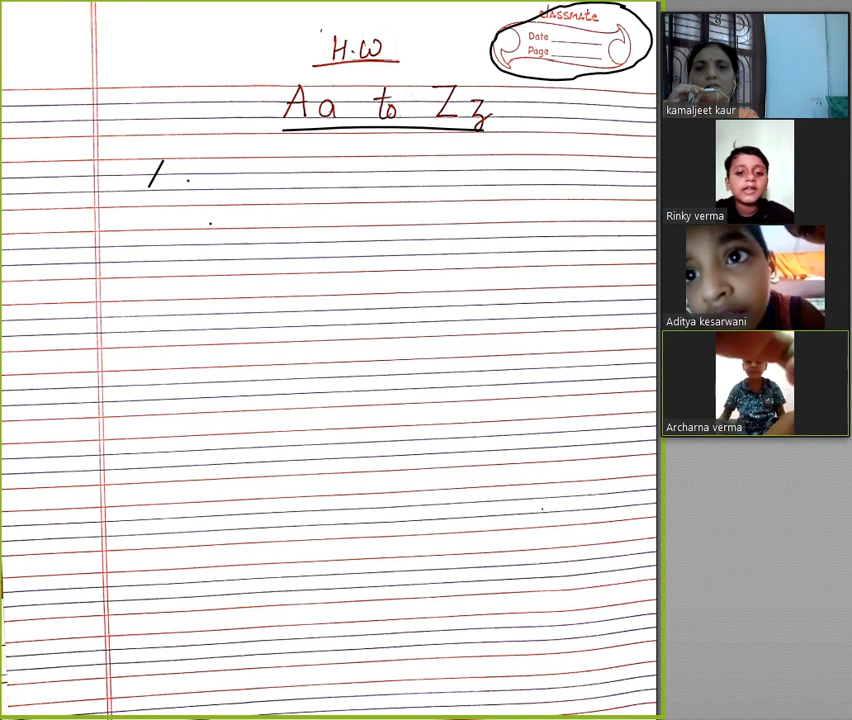 classmate
Date
Page
H.W
Aa to Zz
kamaljeet kaur
Rinky verma
Aditya kesarwani
Archarna verma